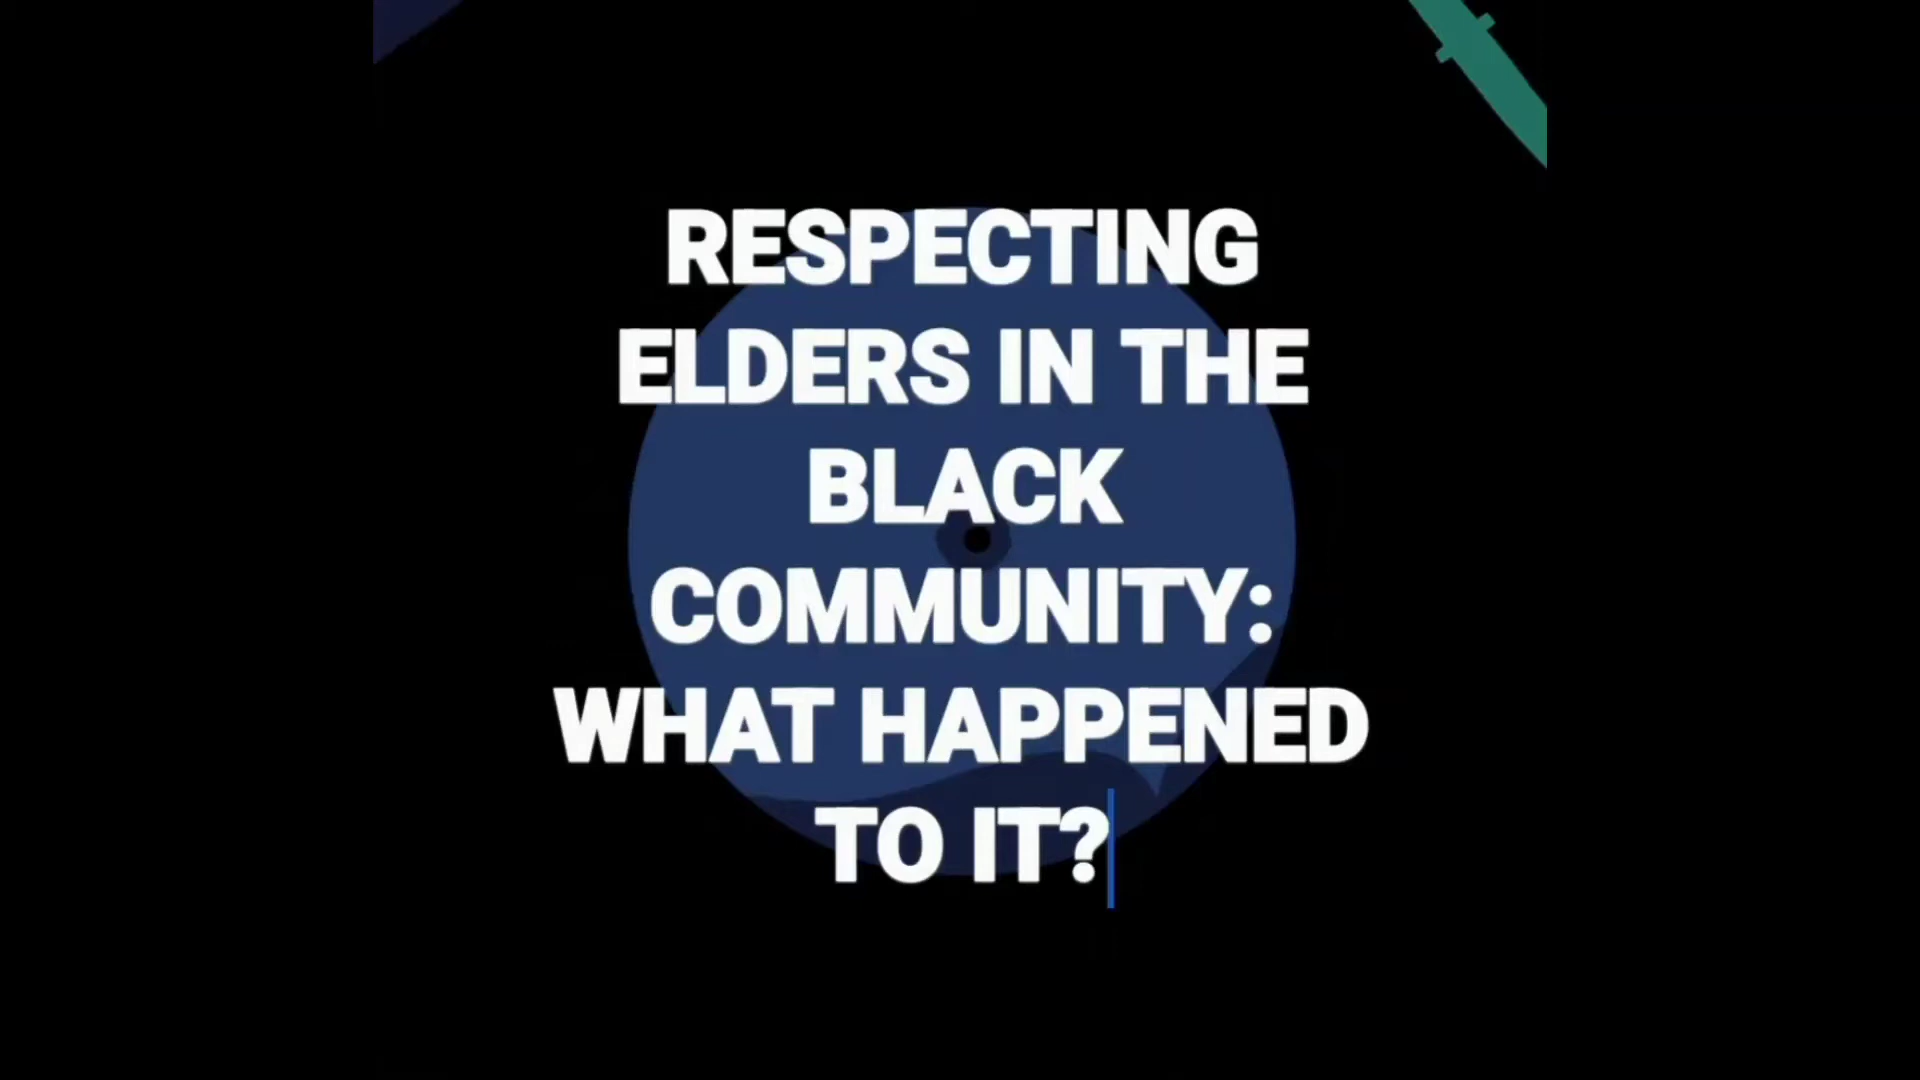 RESPECTING
ELDERS IN THE
BLACK
COMMUNITY:
WHAT HAPPENED
TO IT?